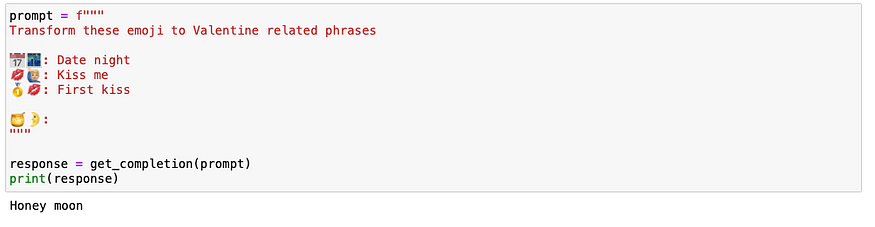 prompt = f"""
Transform these emoji to Valentine related phrases
📅🌃: Date night
💋🙋🏼‍♂️: Kiss me
🥇💋: First kiss
🍯🌛:
"""
response = get_completion(prompt)
print(response)
Honey moon